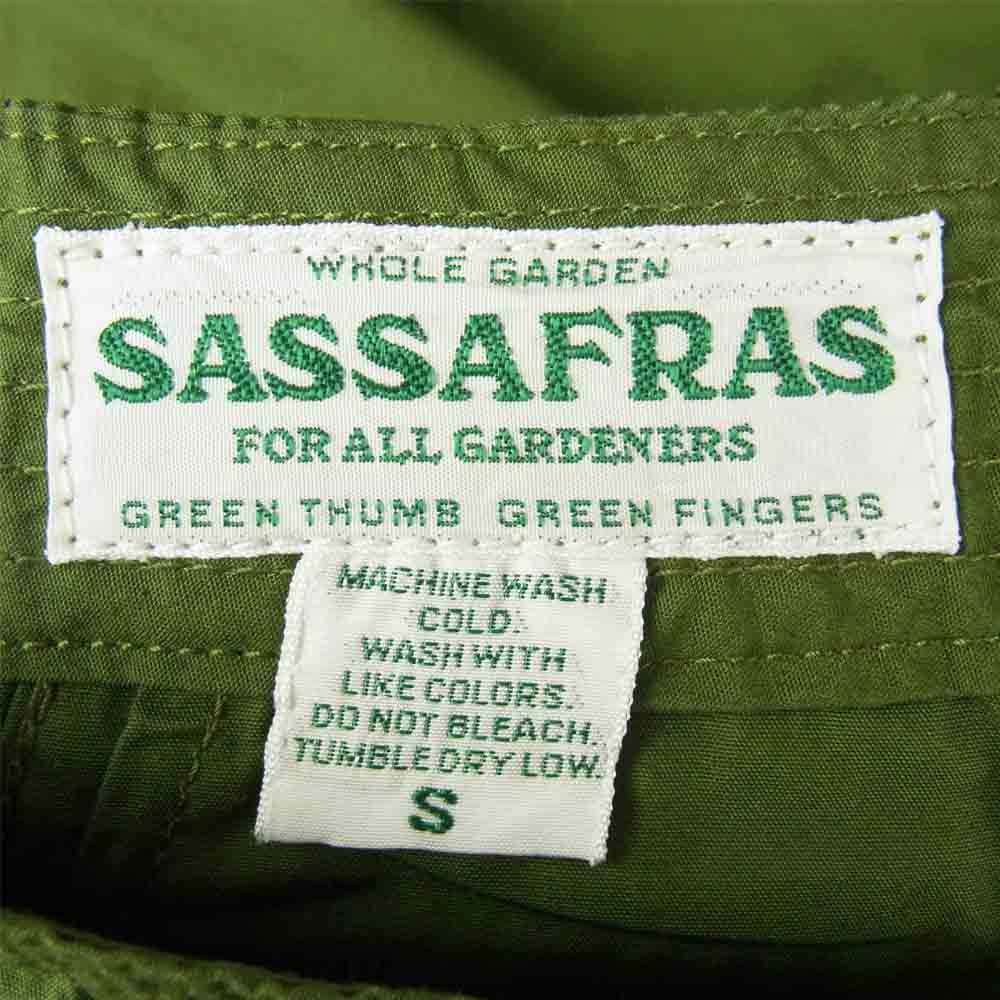 WHOLE GARDEN
SASSAFRAS
FOR ALL GARDENERS
GREEN THUMB GREEN FINGERS
MACHINE WASH
COLD.
WASH WITH
LIKE COLORS.
DO NOT BLEACH.
TUMBLE DRY LOW.
S